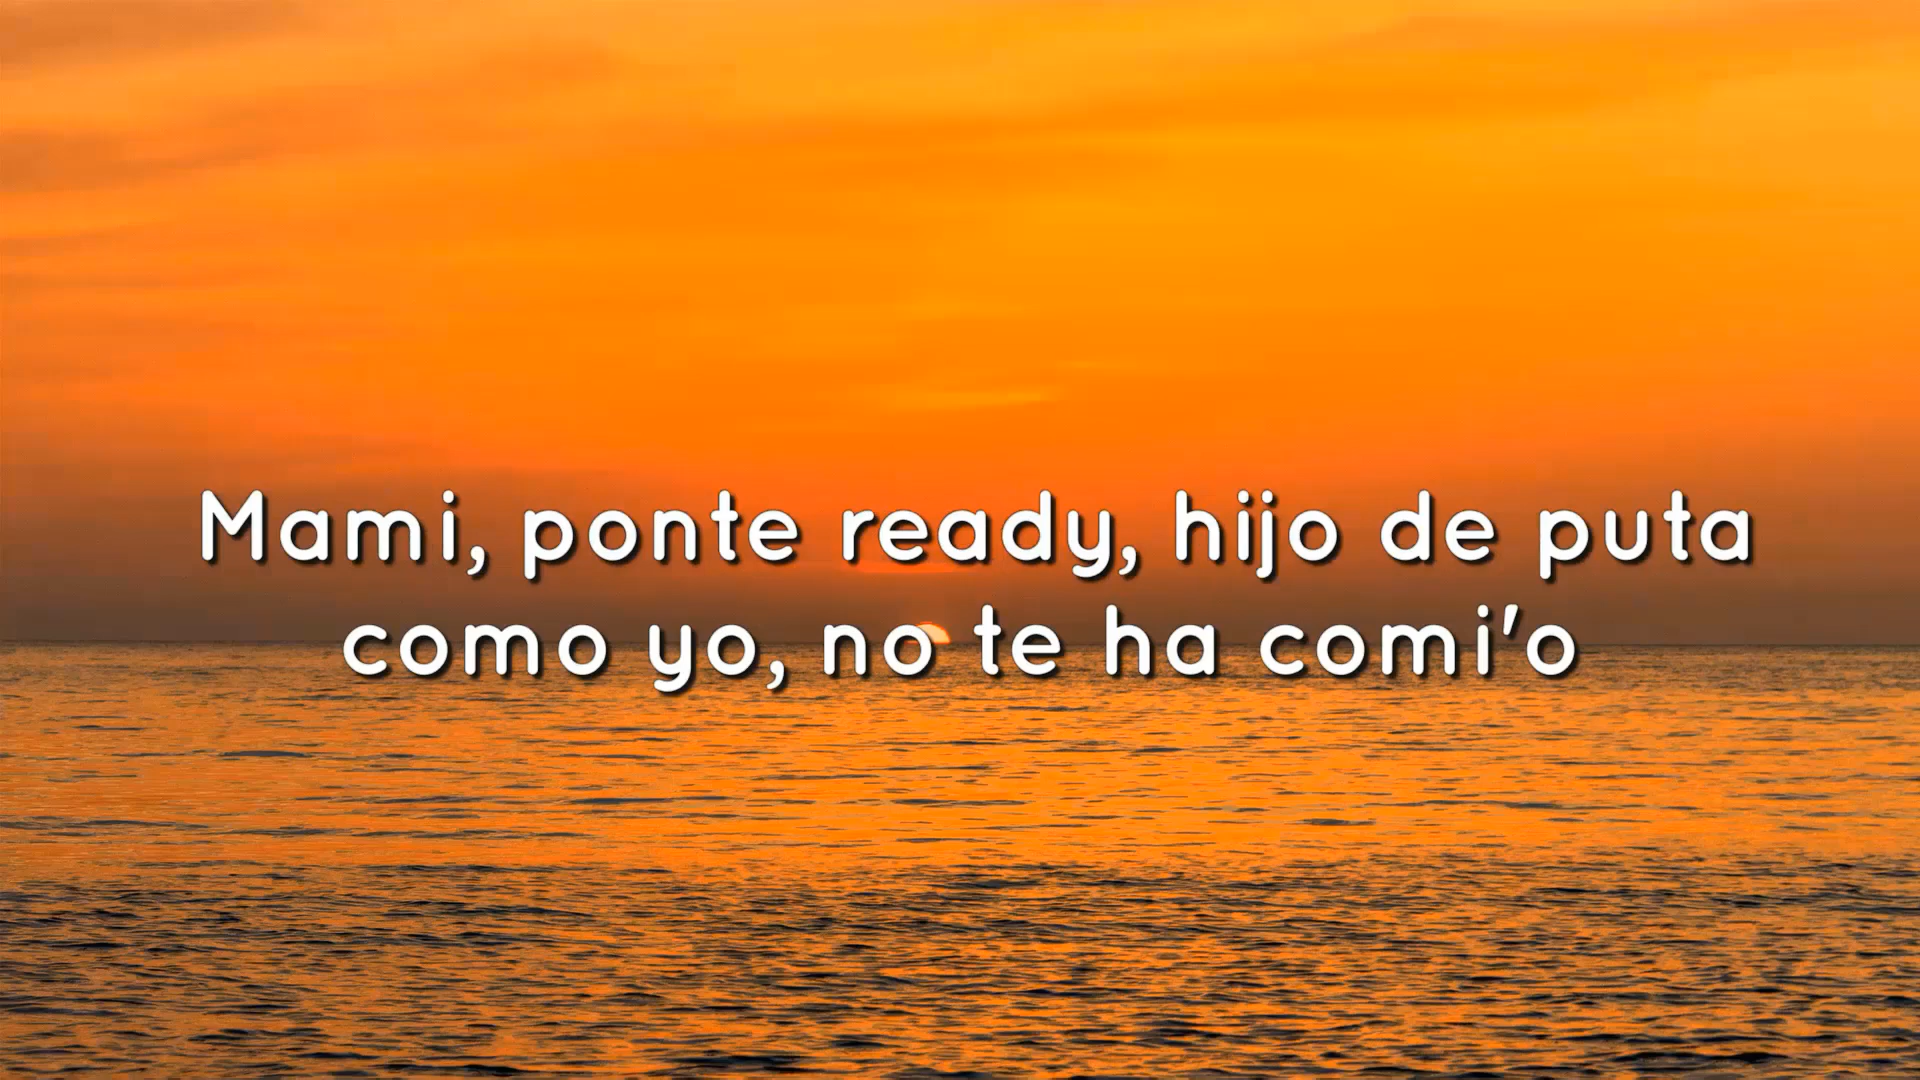 Mami, ponte ready, hijo de puta
como yo, no te ha comi'o